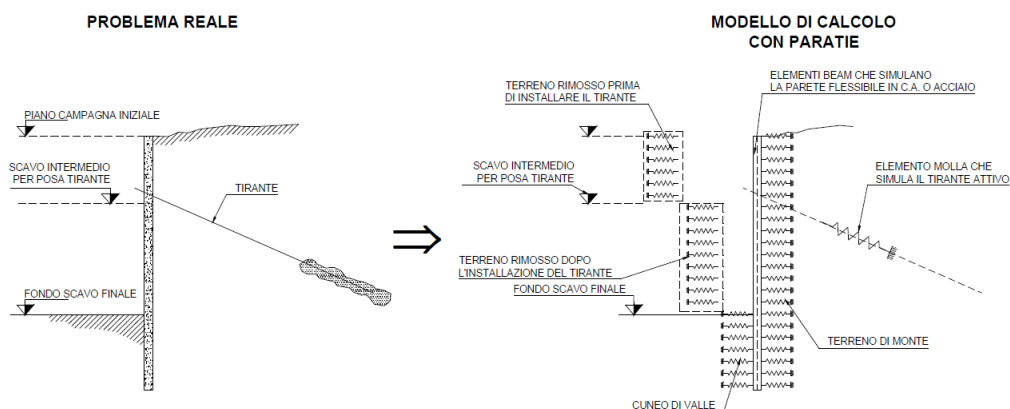 PROBLEMA REALE
PIANO CAMPAGNA INIZIALE
SCAVO INTERMEDIO
PER POSA TIRANTE
TIRANTE
FONDO SCAVO FINALE
MODELLO DI CALCOLO
CON PARATIE
TERRENO RIMOSSO PRIMA
DI INSTALLARE IL TIRANTE
ELEMENTI BEAM CHE SIMULANO
LA PARETE FLESSIBILE IN C.A. O ACCIAIO
SCAVO INTERMEDIO
PER POSA TIRANTE
ELEMENTO MOLLA CHE
SIMULA IL TIRANTE ATTIVO
TERRENO RIMOSSO DOPO
L'INSTALLAZIONE DEL TIRANTE
FONDO SCAVO FINALE
TERRENO DI MONTE
CUNEO DI VALLE